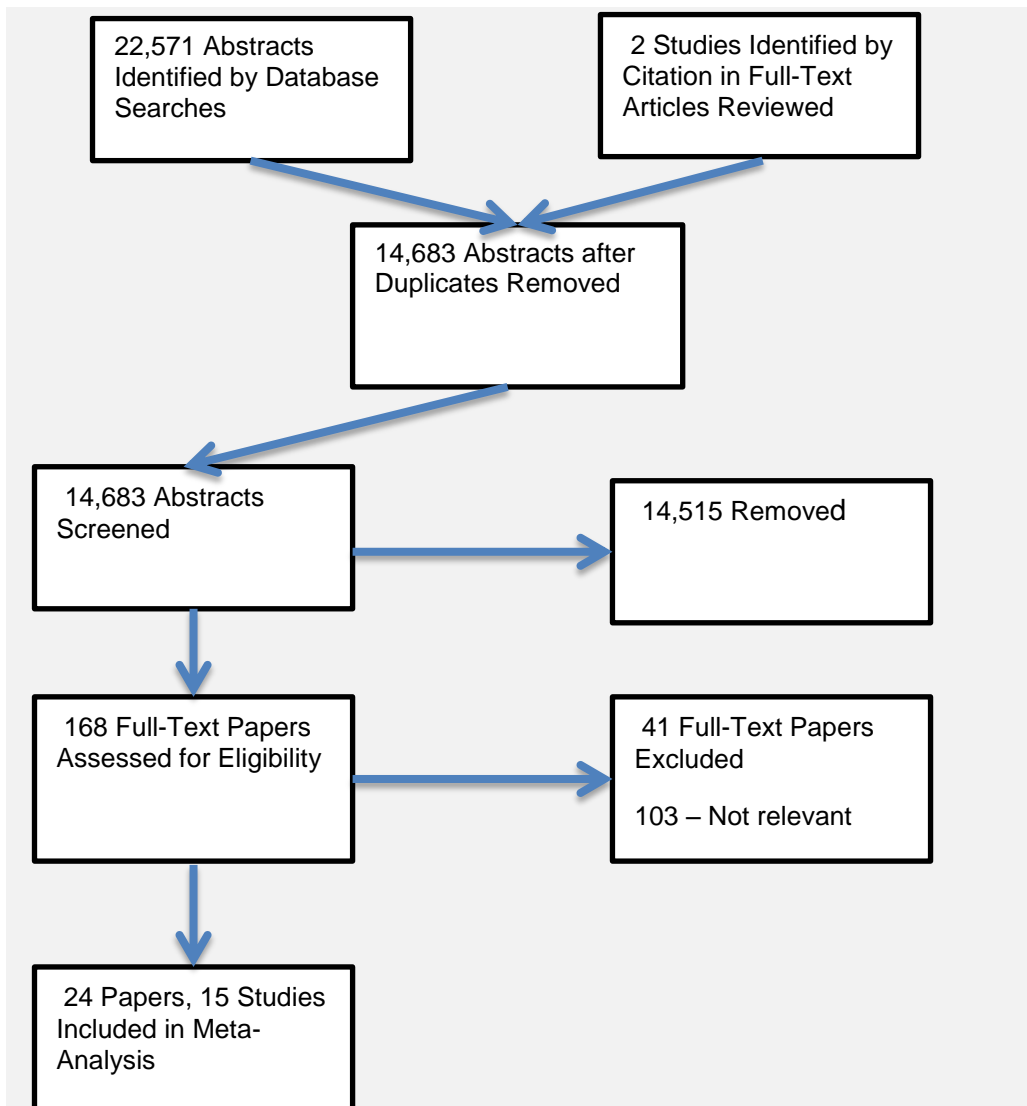 22,571 Abstracts
Identified by Database
Searches
2 Studies Identified by
Citation in Full-Text
Articles Reviewed
14,683 Abstracts after
Duplicates Removed
14,683 Abstracts
Screened
14,515 Removed
168 Full-Text Papers
Assessed for Eligibility
41 Full-Text Papers
Excluded
103 – Not relevant
24 Papers, 15 Studies
Included in Meta-
Analysis